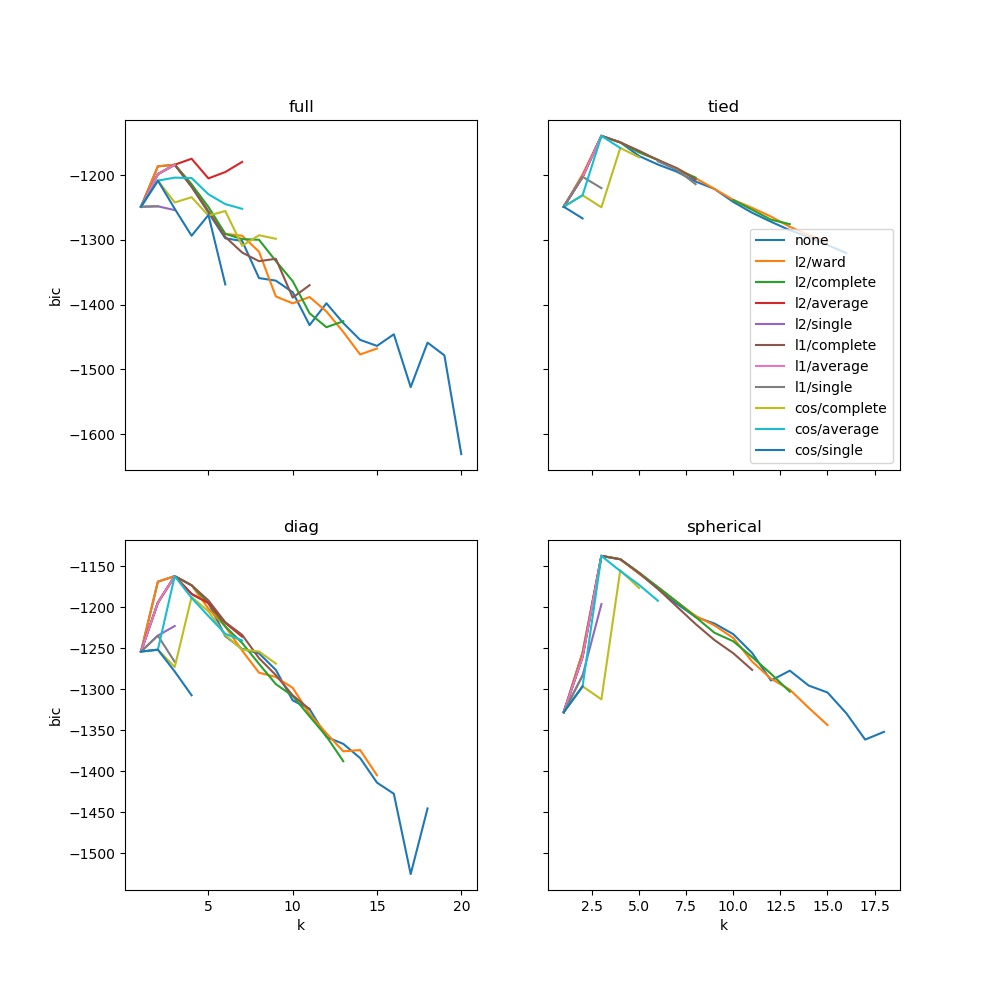 full
tied
bic
−1200
−1300
−1400
−1500
−1600
none
l2/ward
l2/complete
l2/average
l2/single
l1/complete
l1/average
l1/single
cos/complete
cos/average
cos/single
diag
spherical
bic
−1150
−1200
−1250
−1300
−1350
−1400
−1450
−1500
5 10 15 20
k
2.5 5.0 7.5 10.0 12.5 15.0 17.5
k